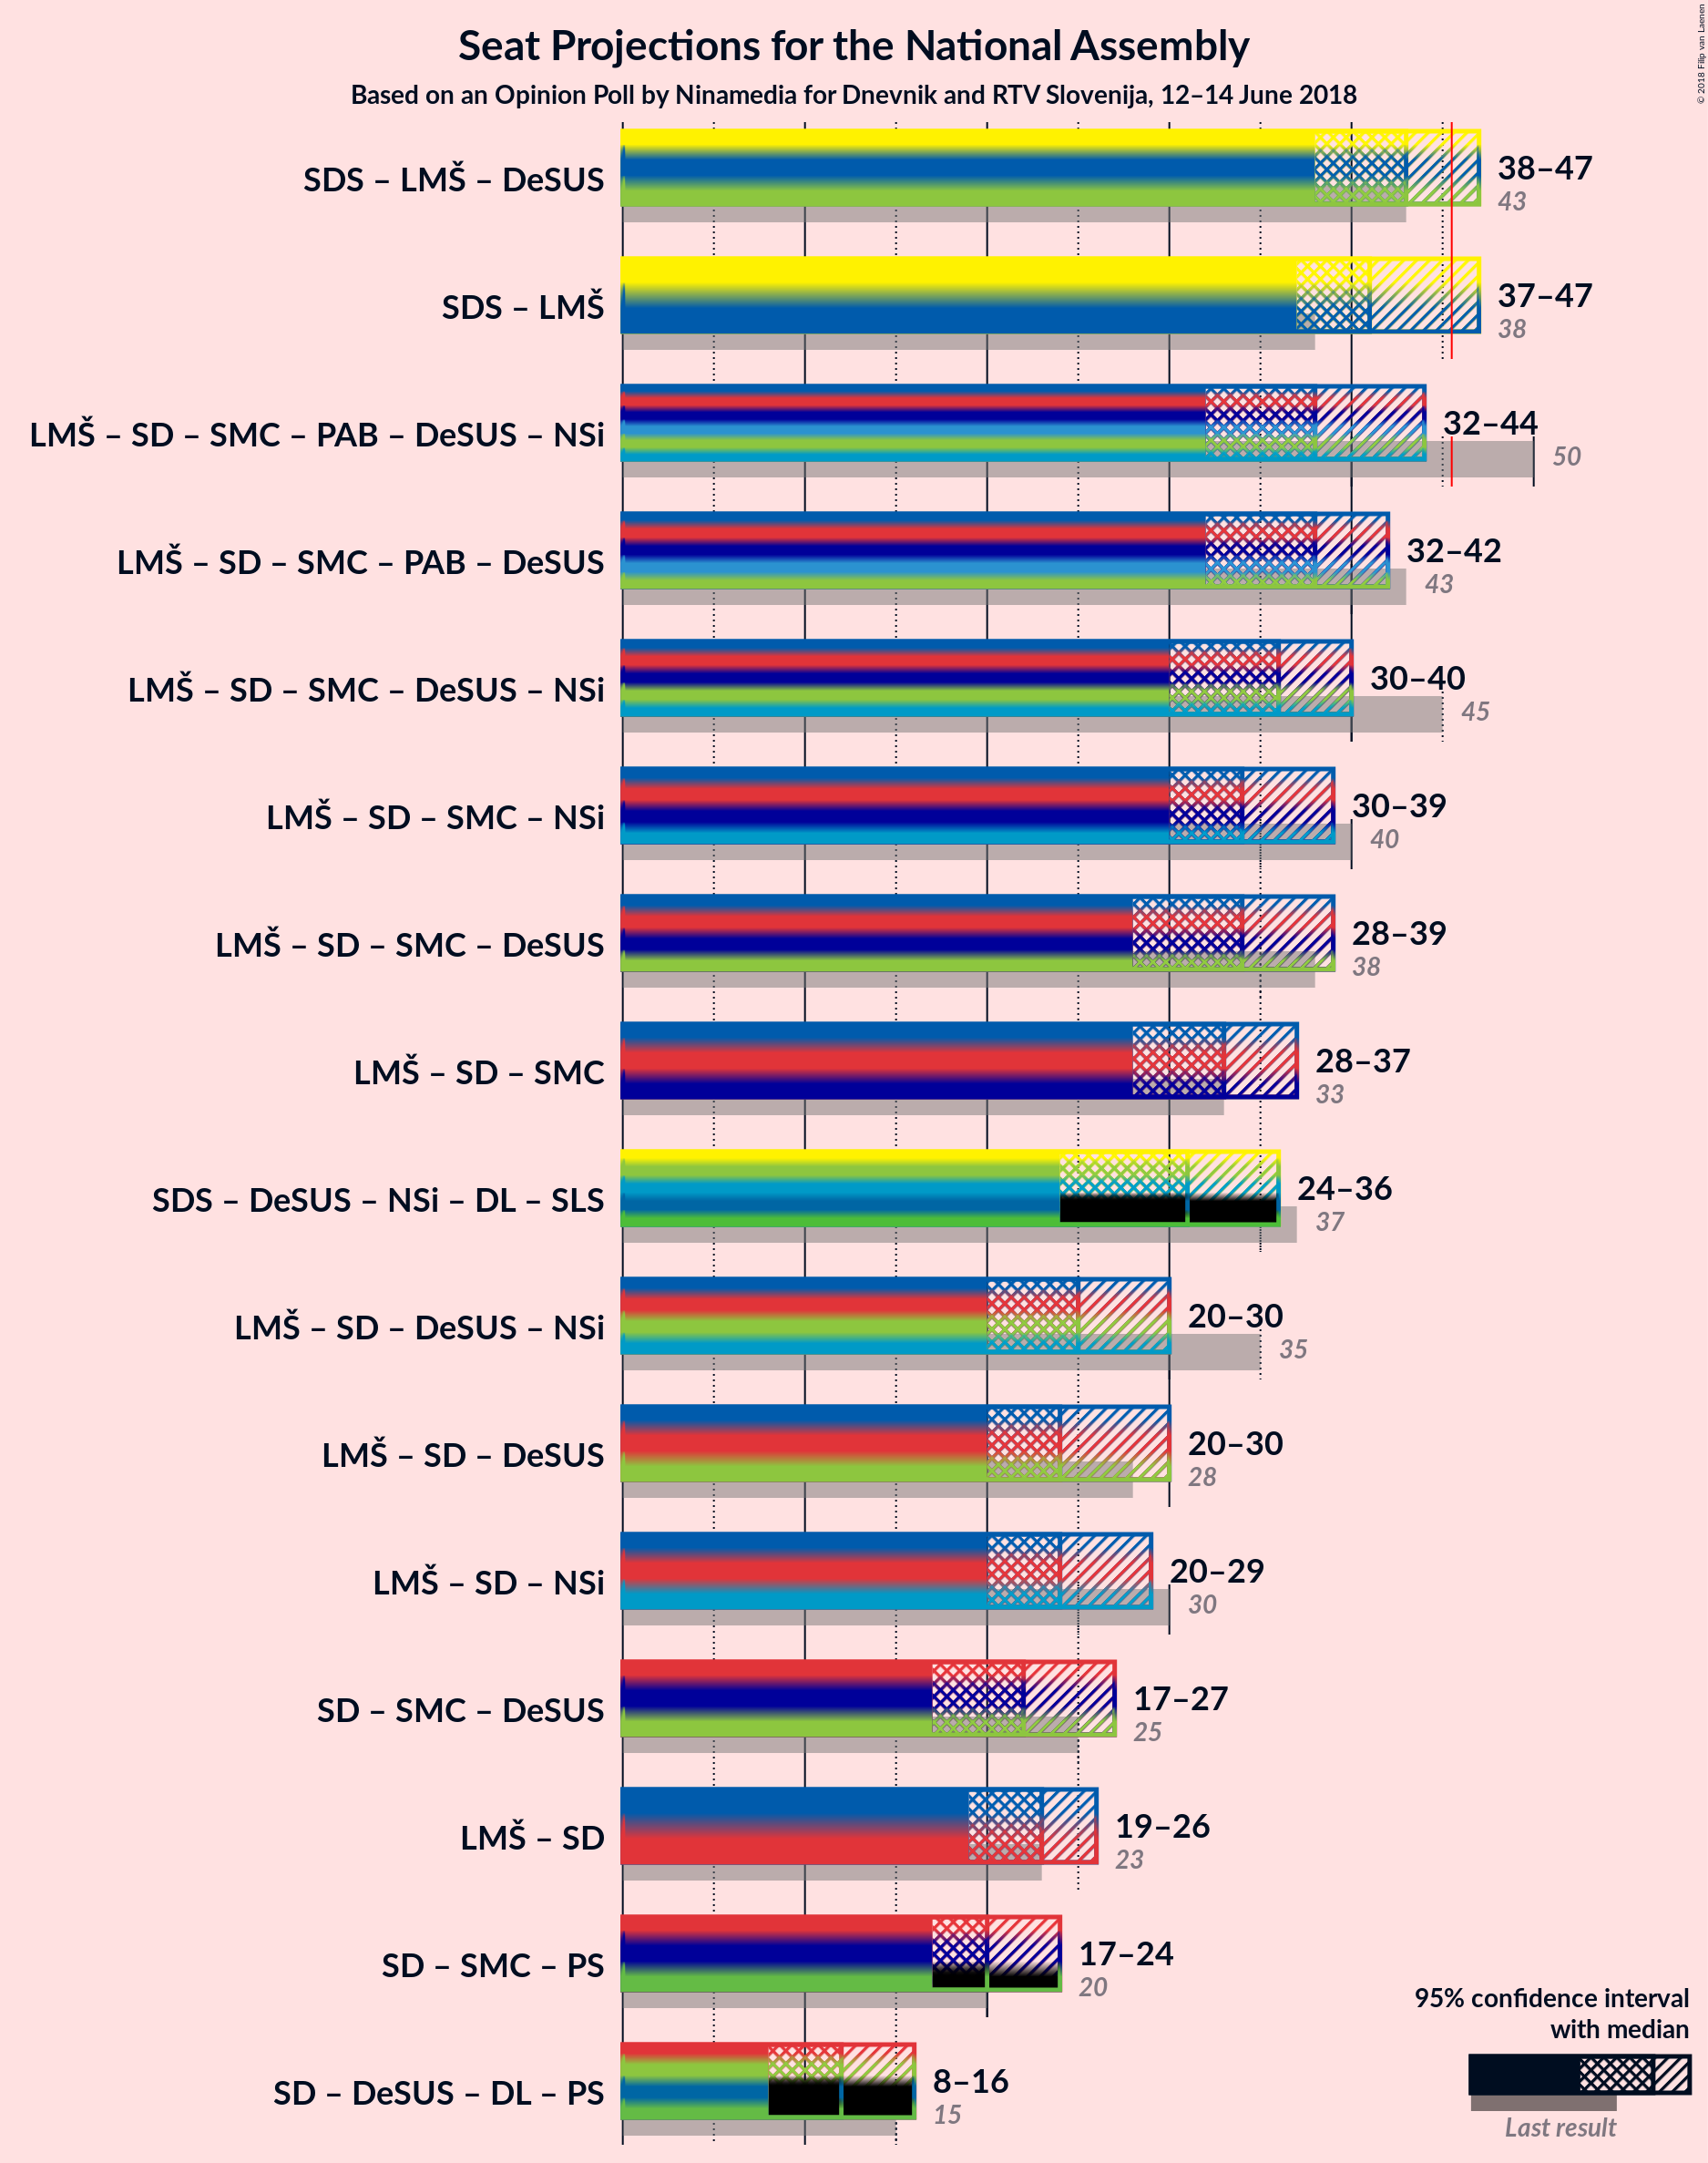 © 2018 Filip van Laenen
Seat Projections for the National Assembly
Based on an Opinion Poll by Ninamedia for Dnevnik and RTV Slovenija, 12–14 June 2018
SDS – LMŠ – DeSUS 38–47
43
SDS – LMŠ 37–47
38
LMŠ – SD – SMC – PAB – DeSUS – NSi 32–44
50
LMŠ – SD – SMC – PAB – DeSUS 32–42
43
LMŠ – SD – SMC – DeSUS – NSi 30–40
45
LMŠ – SD – SMC – NSi 30–39
40
LMŠ – SD – SMC – DeSUS 28–39
38
LMŠ – SD – SMC 28–37
33
SDS – DeSUS – NSi – DL – SLS 24–36
37
LMŠ – SD – DeSUS – NSi 20–30
35
LMŠ – SD – DeSUS 20–30
28
LMŠ – SD – NSi 20–29
30
SD – SMC – DeSUS 17–27
25
LMŠ – SD 19–26
23
SD – SMC – PS 17–24
20
SD – DeSUS – DL – PS 8–16
15
95% confidence interval
with median
Last result